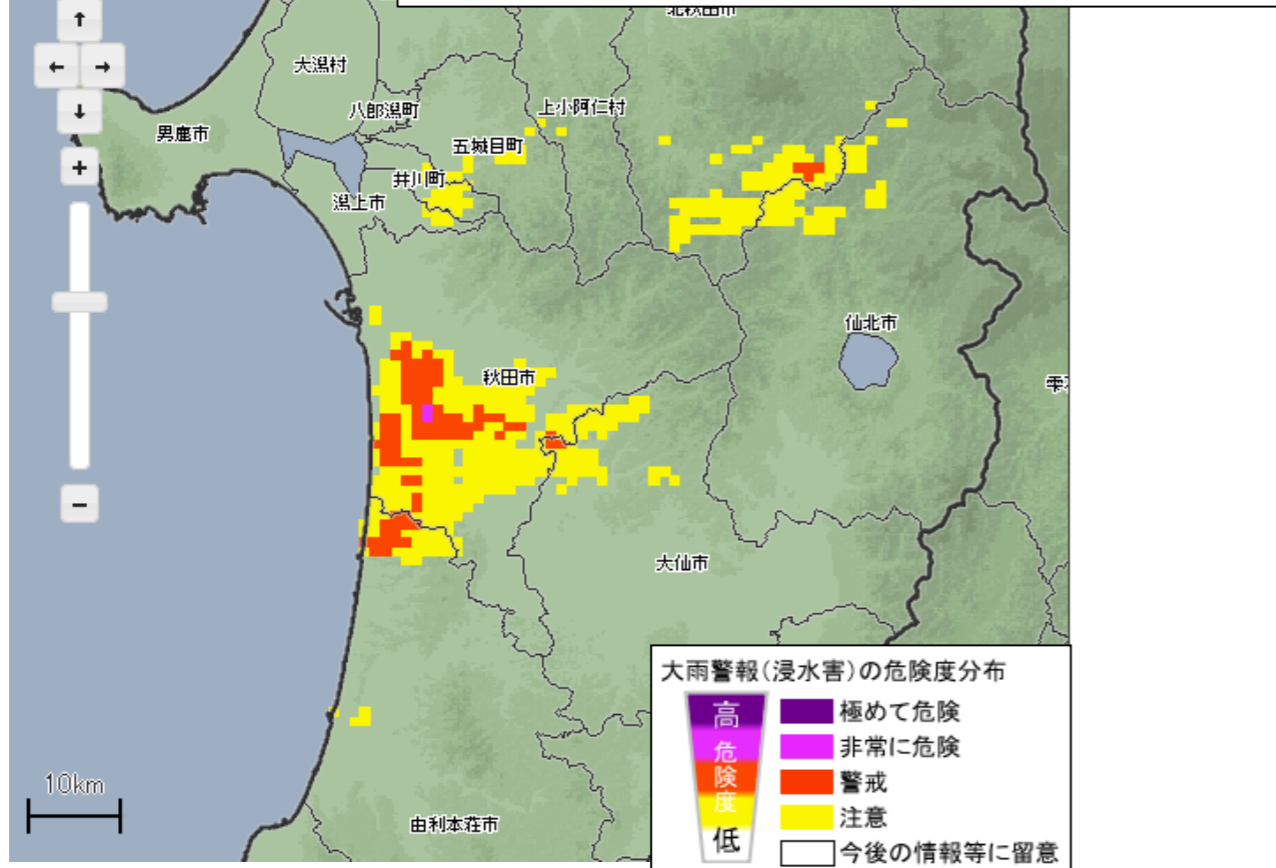 北秋田市
大潟村
八郎潟町
上小阿仁村
男鹿市
五城目町
井川町
潟上市
仙北市
秋田市
大仙市
大雨警報(浸水害)の危険度分布
高
危険度
低
極めて危険
非常に危険
警戒
注意
今後の情報等に留意
10km
由利本荘市